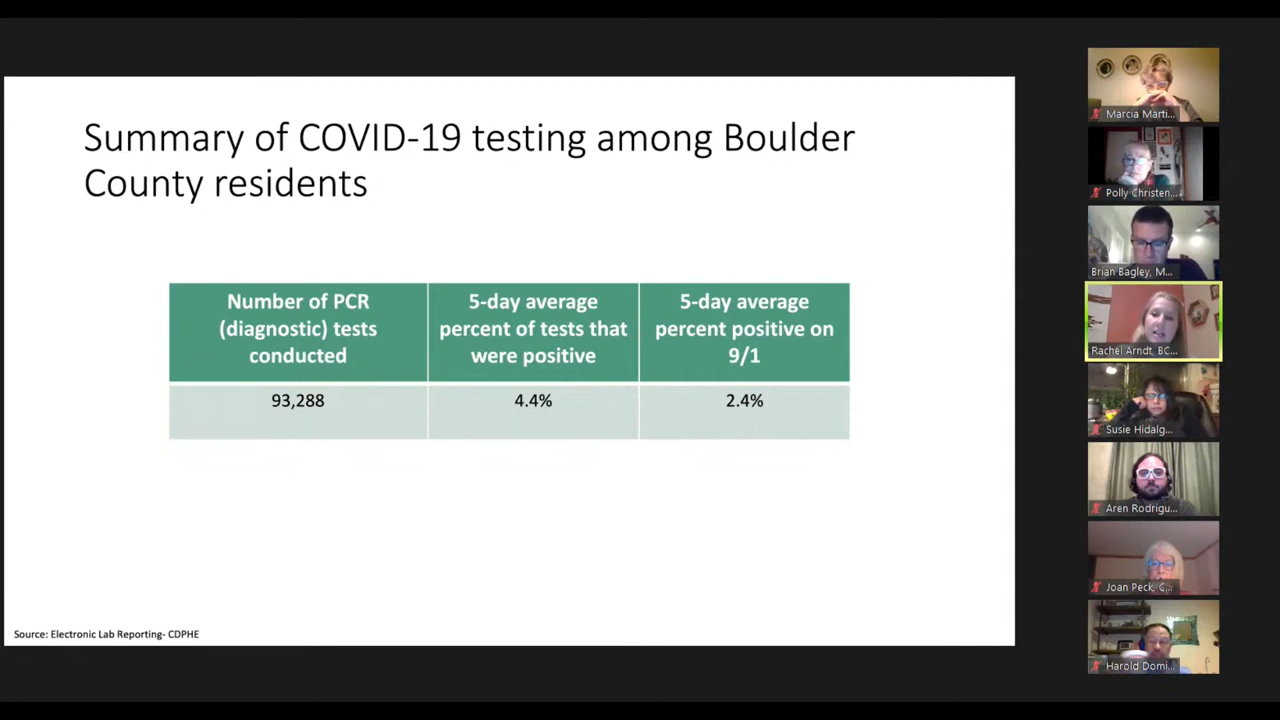 Summary of COVID-19 testing among Boulder
County residents
Number of PCR
(diagnostic) tests
conducted
5-day average
percent of tests that
were positive
5-day average
percent positive on
9/1
93,288
4.4%
2.4%
Source: Electronic Lab Reporting- CDPHE
Marcia Marti...
Polly Christen...
Brian Bagley, M...
Rachel Arndt, BC...
Susie Hidalg...
Aren Rodrigu...
Joan Peck, C...
Harold Domi...